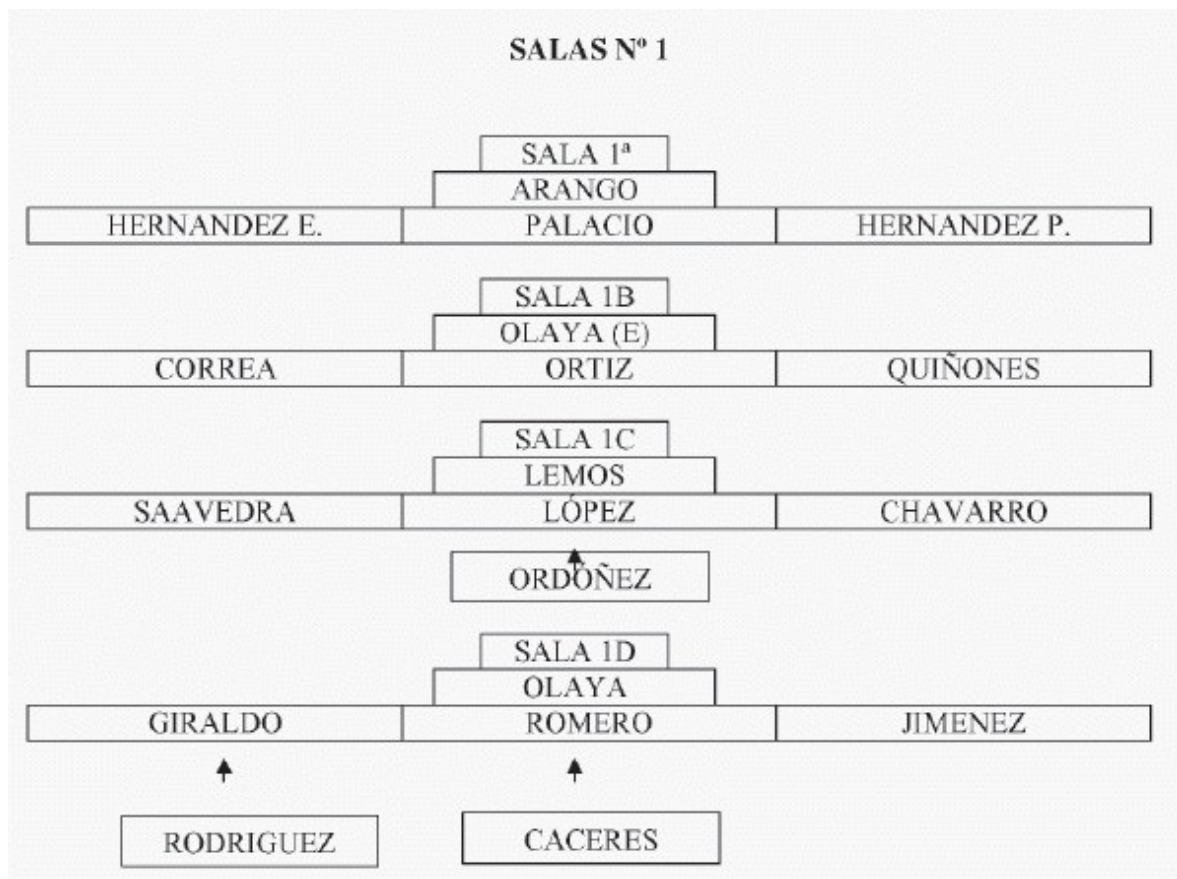 SALAS Nº 1
SALA 1ª
ARANGO
HERNANDEZ E. PALACIO HERNANDEZ P.
SALA 1B
OLAYA (E)
CORREA ORTIZ QUIÑONES
SALA 1C
LEMOS
SAAVEDRA LÓPEZ CHAVARRO
ORDÓÑEZ
SALA 1D
OLAYA
GIRALDO ROMERO JIMENEZ
RODRIGUEZ CACERES